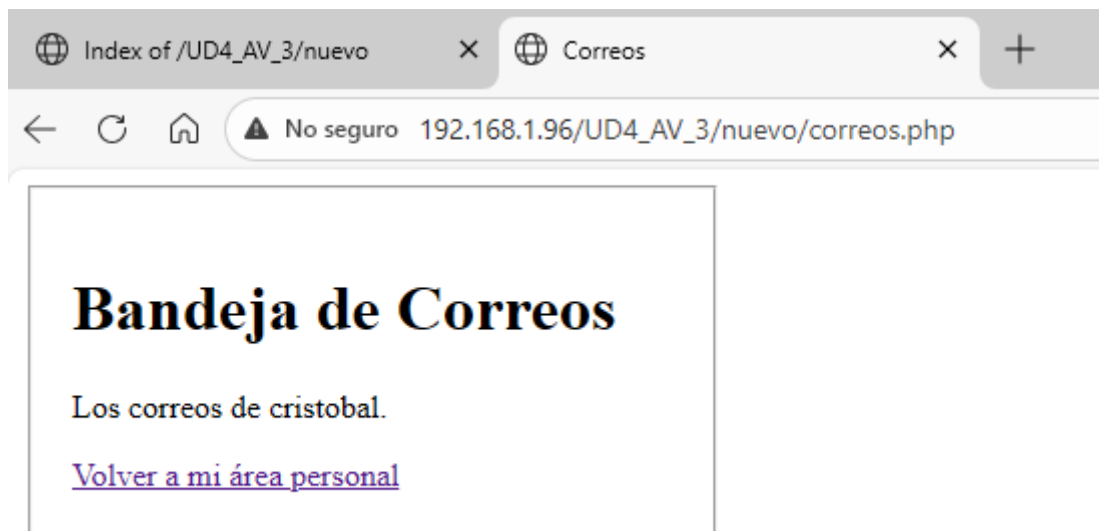 Index of /UD4_AV_3/nuevo
Correos
No seguro 192.168.1.96/UD4_AV_3/nuevo/correos.php
Bandeja de Correos
Los correos de cristobal.
Volver a mi área personal